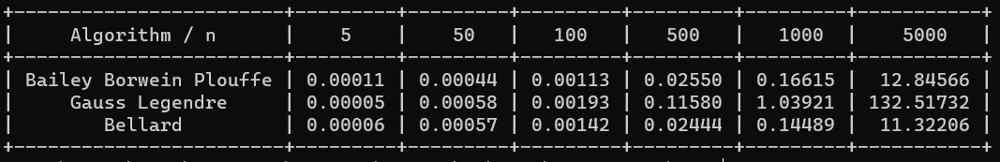 +------------------------+---------+---------+---------+---------+---------+-----------+
|     Algorithm / n      |    5    |    50   |   100   |   500   |   1000  |    5000   |
+------------------------+---------+---------+---------+---------+---------+-----------+
| Bailey Borwein Plouffe | 0.00011 | 0.00044 | 0.00113 | 0.02550 | 0.16615 |  12.84566 |
|     Gauss Legendre     | 0.00005 | 0.00058 | 0.00193 | 0.11580 | 1.03921 | 132.51732 |
|        Bellard         | 0.00006 | 0.00057 | 0.00142 | 0.02444 | 0.14489 |  11.32206 |
+------------------------+---------+---------+---------+---------+---------+-----------+